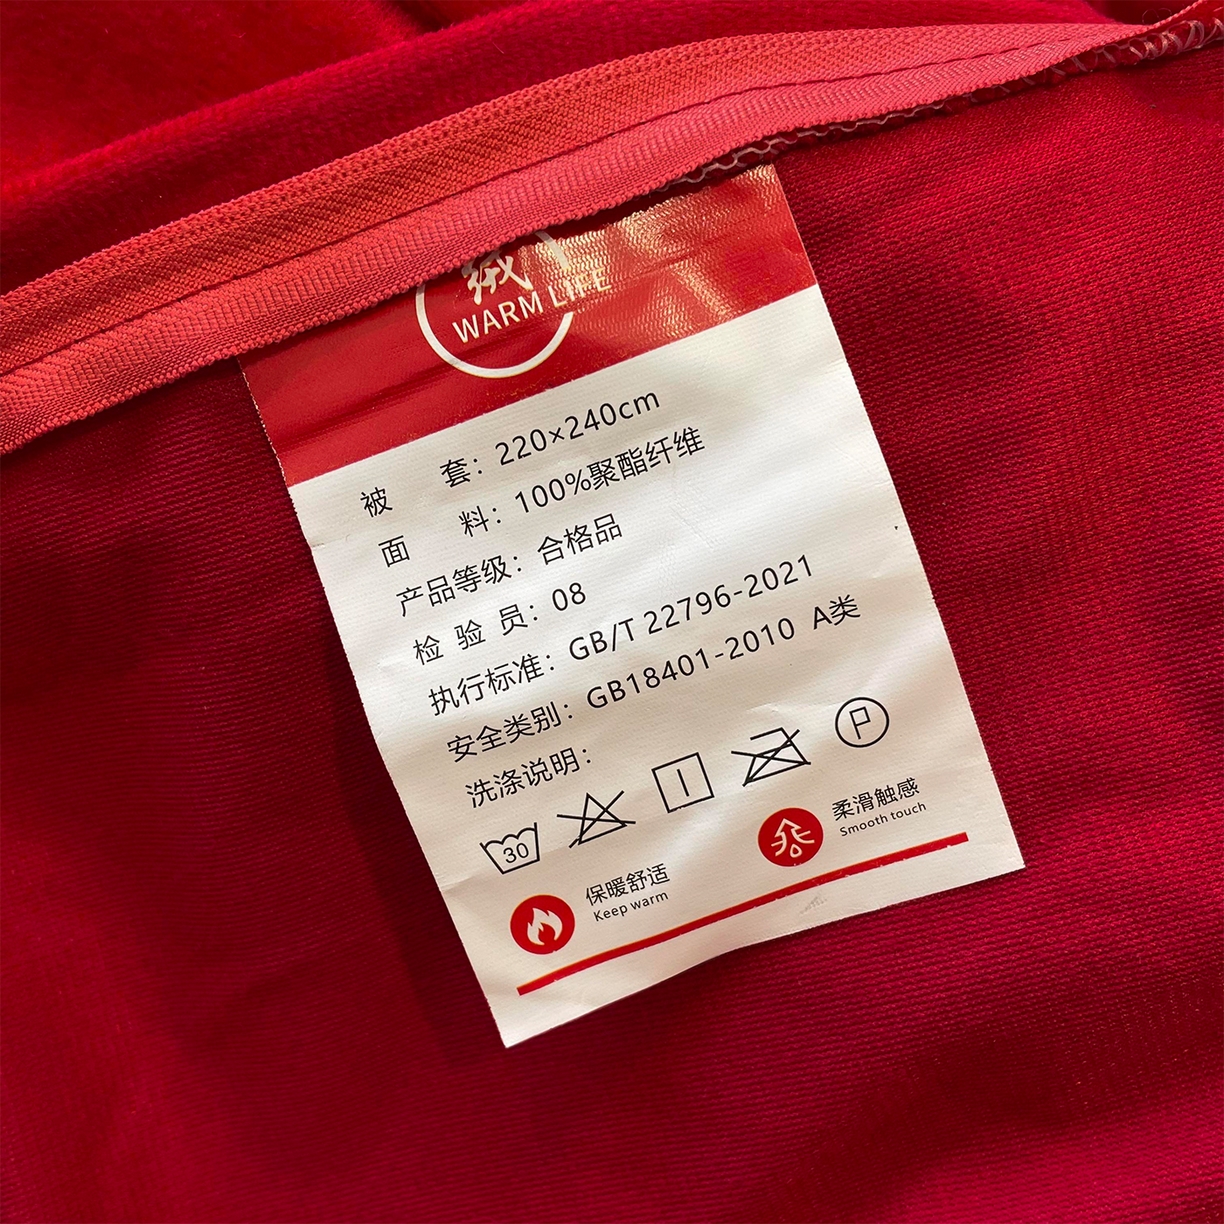 绒
WARM LIFE
被 套：220×240cm
面 料：100%聚酯纤维
产品等级：合格品
检 验 员：08
执行标准：GB/T 22796-2021
安全类别：GB18401-2010 A类
洗涤说明：
30
P
保暖舒适
Keep warm
柔滑触感
Smooth touch